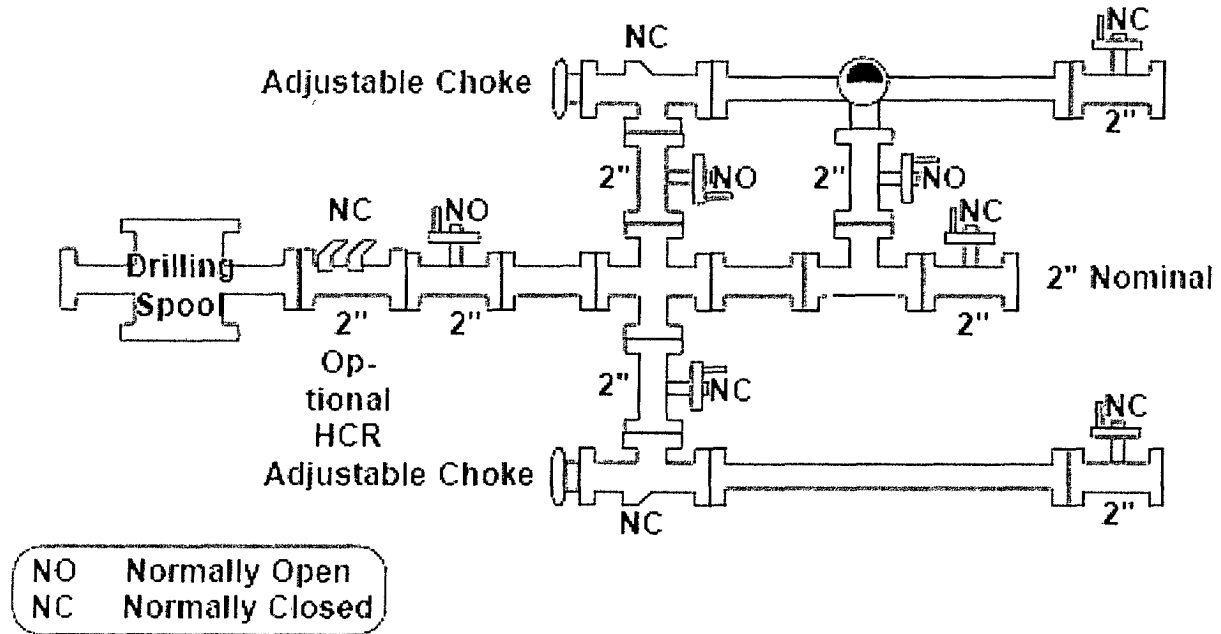 NC
NC
Adjustable Choke
2"
2"
NO
2"
NO
NC
NO
NC
Drilling
Spool
2" Nominal
2"
2"
2"
Op-
tional
HCR
2"
NC
NC
Adjustable Choke
2"
NC
NO Normally Open
NC Normally Closed